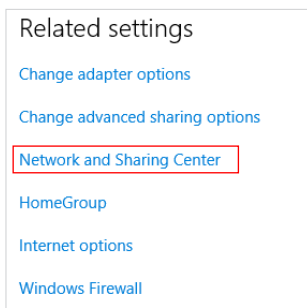 Related settings
Change adapter options
Change advanced sharing options
Network and Sharing Center
HomeGroup
Internet options
Windows Firewall